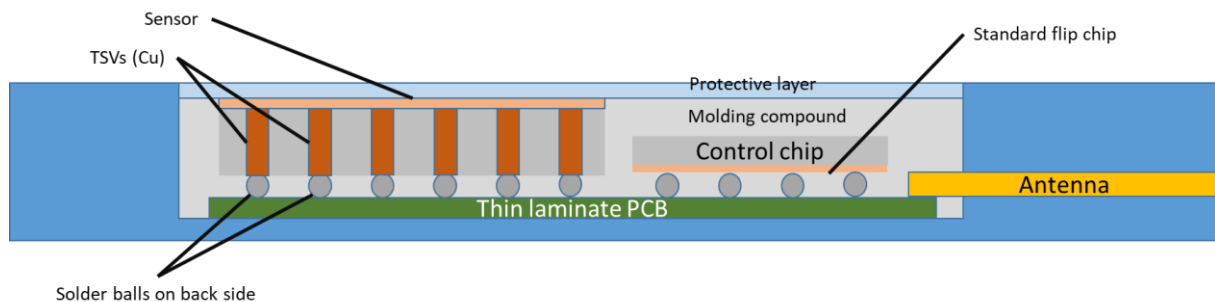 Sensor
Standard flip chip
TSVs (Cu)
Protective layer
Molding compound
Control chip
Antenna
Thin laminate PCB
Solder balls on back side